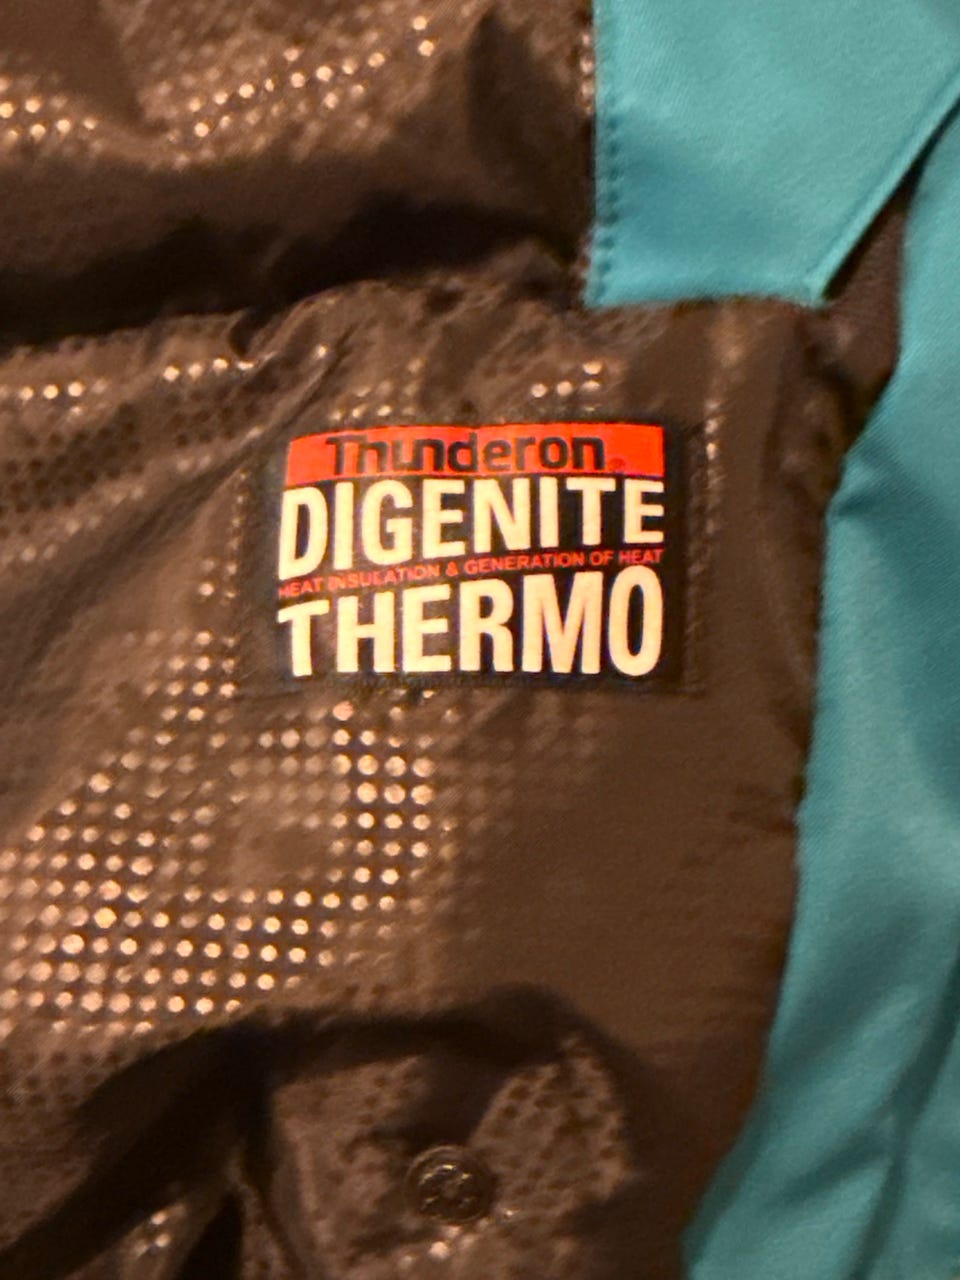 Thunderon®
DIGENITE
HEAT INSULATION & GENERATION OF HEAT
THERMO